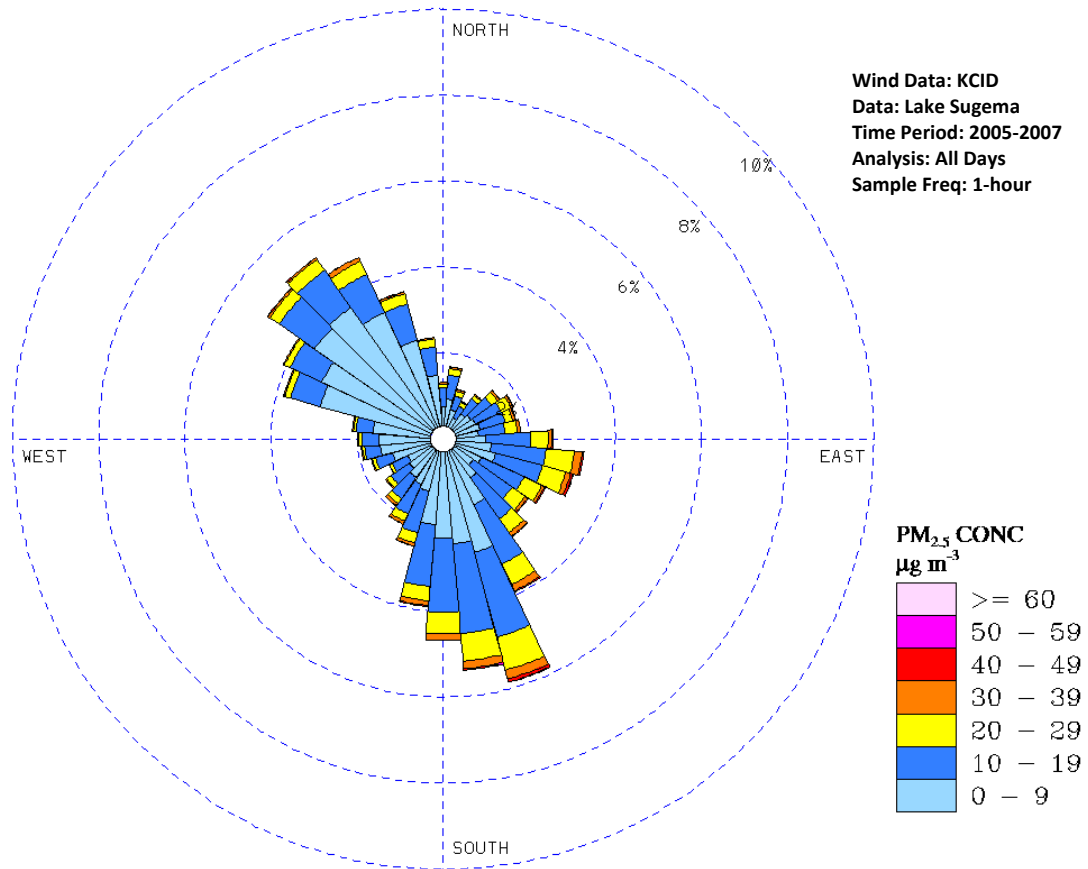 NORTH
Wind Data: KCID
Data: Lake Sugema
Time Period: 2005-2007
Analysis: All Days
Sample Freq: 1-hour
10%
8%
6%
4%
WEST
EAST
SOUTH
PM2.5 CONC
µg m-3
>= 60
50 - 59
40 - 49
30 - 39
20 - 29
10 - 19
0 - 9